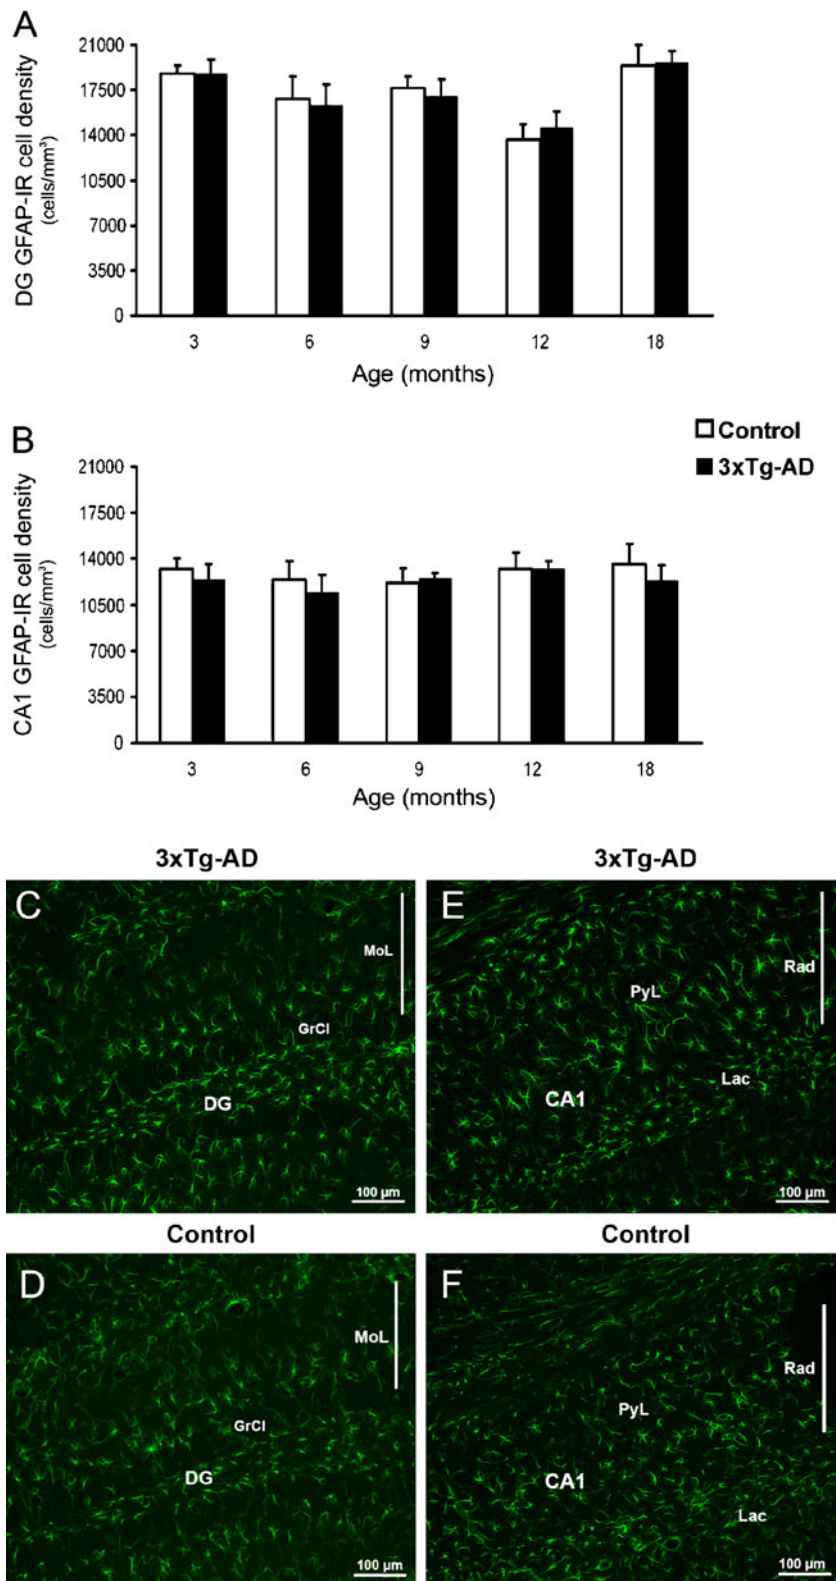 A
DG GFAP-IR cell density
(cells/mm³)
21000
17500
14000
10500
7000
3500
0
3 6 9 12 18
Age (months)
B
Control
3xTg-AD
CA1 GFAP-IR cell density
(cells/mm³)
21000
17500
14000
10500
7000
3500
0
3 6 9 12 18
Age (months)
3xTg-AD
C
MoL
GrCl
DG
100 µm
3xTg-AD
E
Rad
PyL
Lac
CA1
100 µm
Control
D
MoL
GrCl
DG
100 µm
Control
F
Rad
PyL
CA1
Lac
100 µm